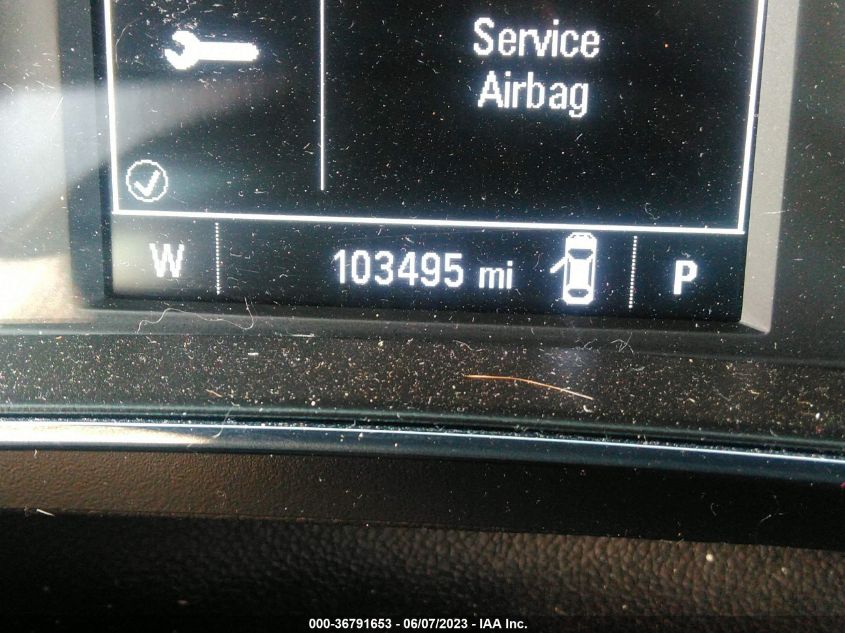 Service
Airbag
W
103495 mi
P
000-36791653 - 06/07/2023 - IAA Inc.